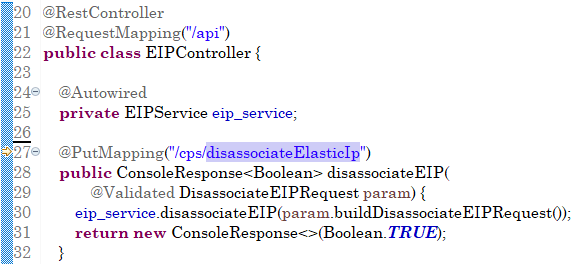 20 @RestController
21 @RequestMapping("/api")
22 public class EIPController {
23
24 @Autowired
25 private EIPService eip_service;
26
27 @PutMapping("/cps/disassociateElasticIp")
28 public ConsoleResponse<Boolean> disassociateEIP(
29 @Validated DisassociateEIPRequest param) {
30 eip_service.disassociateEIP(param.buildDisassociateEIPRequest());
31 return new ConsoleResponse<>(Boolean.TRUE);
32 }